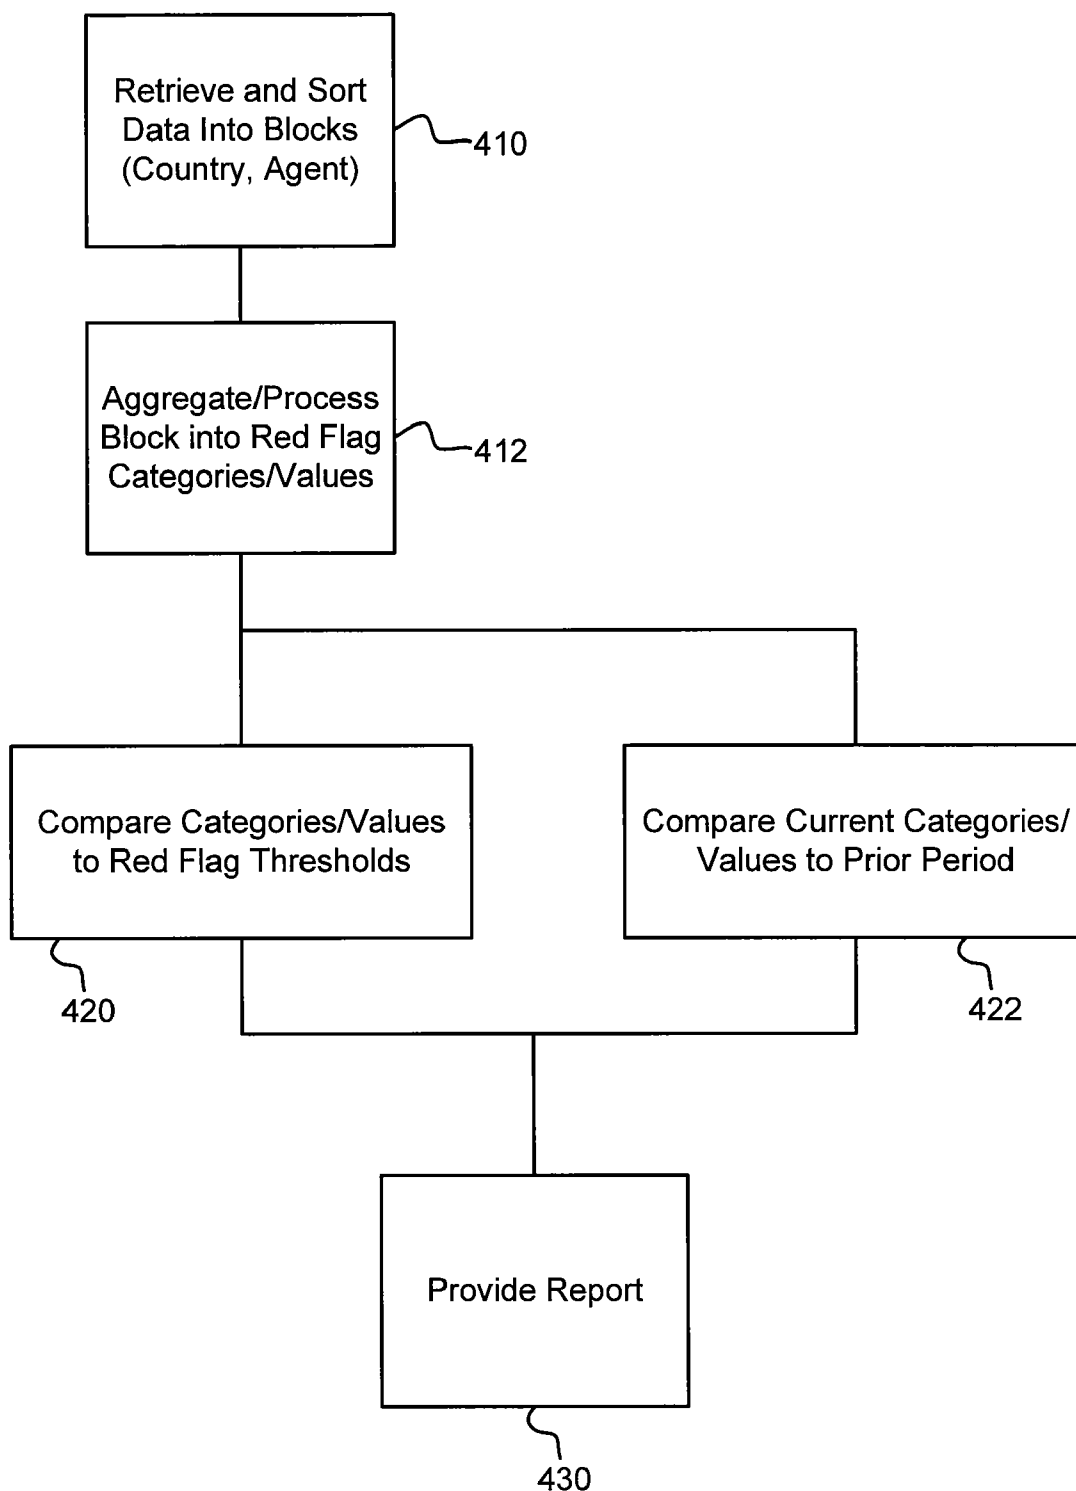 Retrieve and Sort
Data Into Blocks
(Country, Agent)
410
Aggregate/Process
Block into Red Flag
Categories/Values
412
Compare Categories/Values
to Red Flag Thresholds
420
Compare Current Categories/
Values to Prior Period
422
Provide Report
430